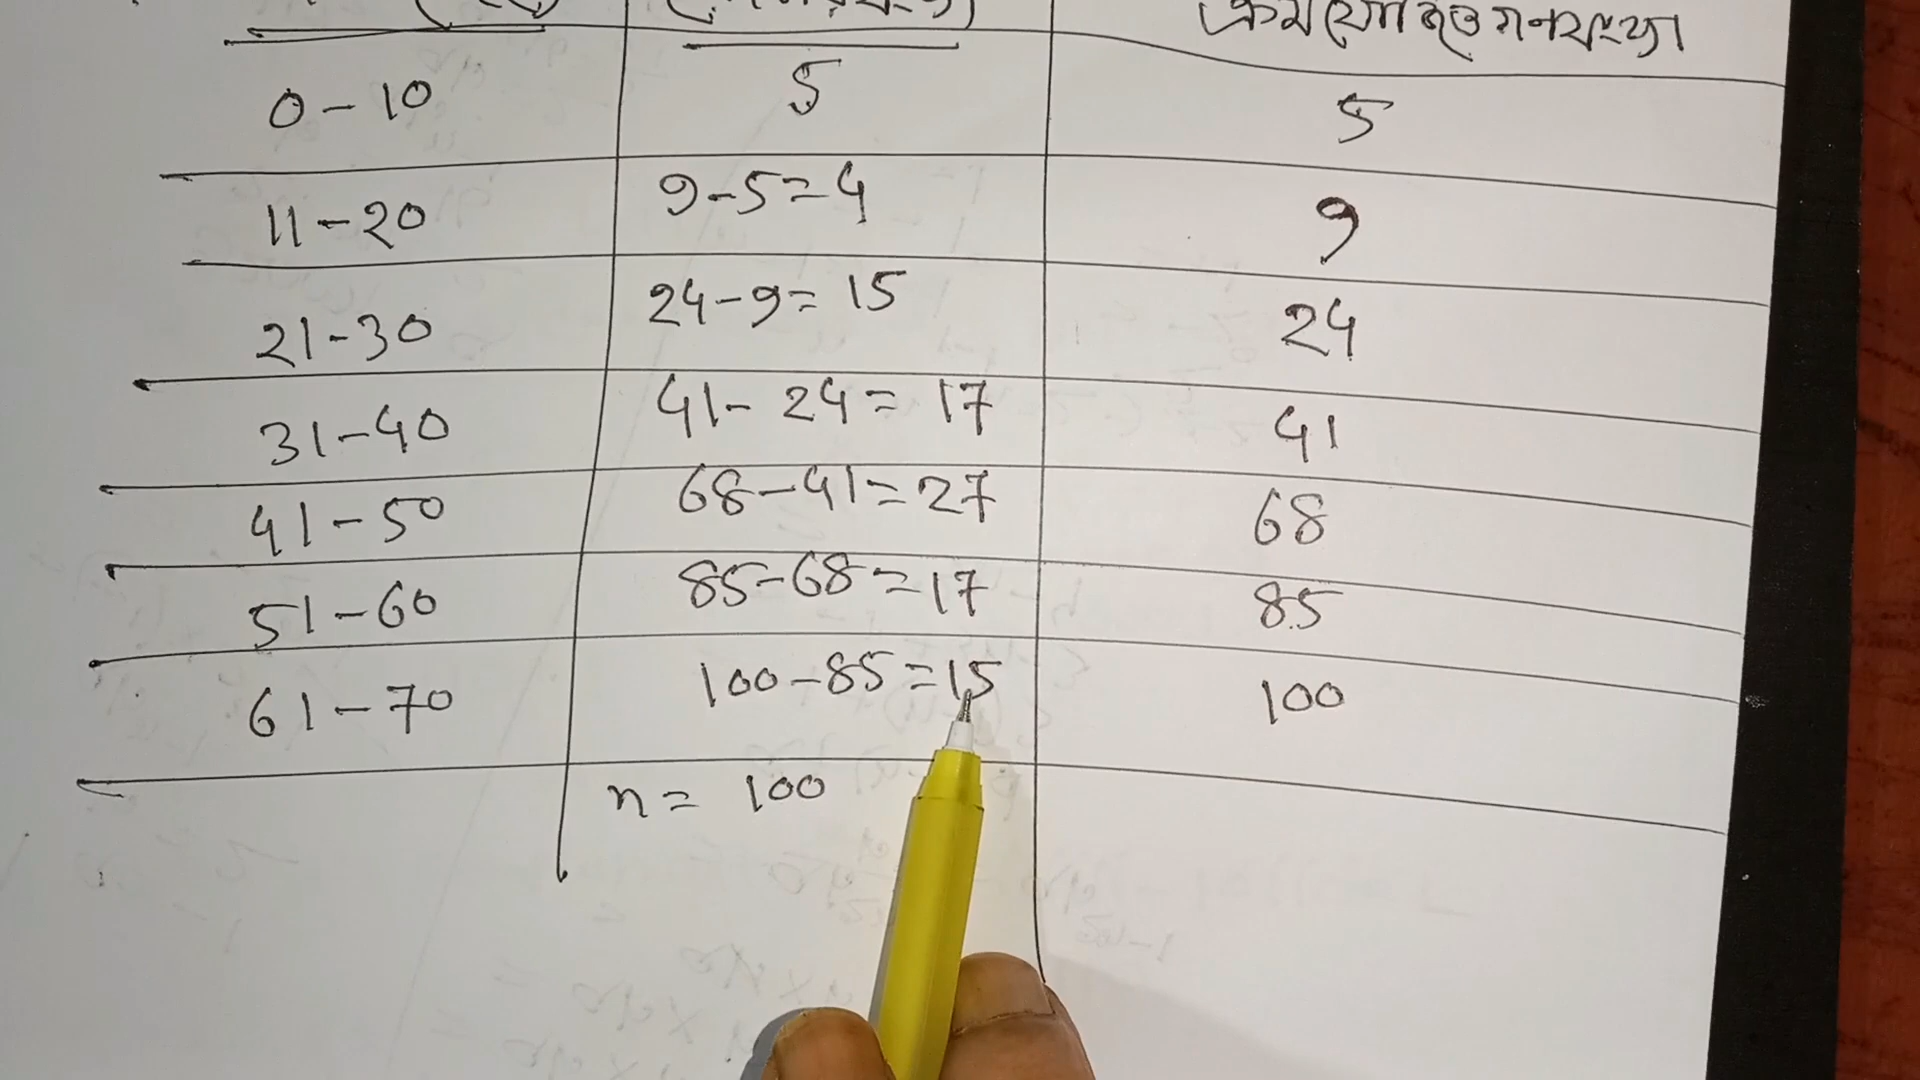 ক্রমযোজিত গনসংখ্যা
0-10 5 5
11-20 9-5=4 9
21-30 24-9=15 24
31-40 41-24=17 41
41-50 68-41=27 68
51-60 85-68=17 85
61-70 100-85=15 100
n= 100